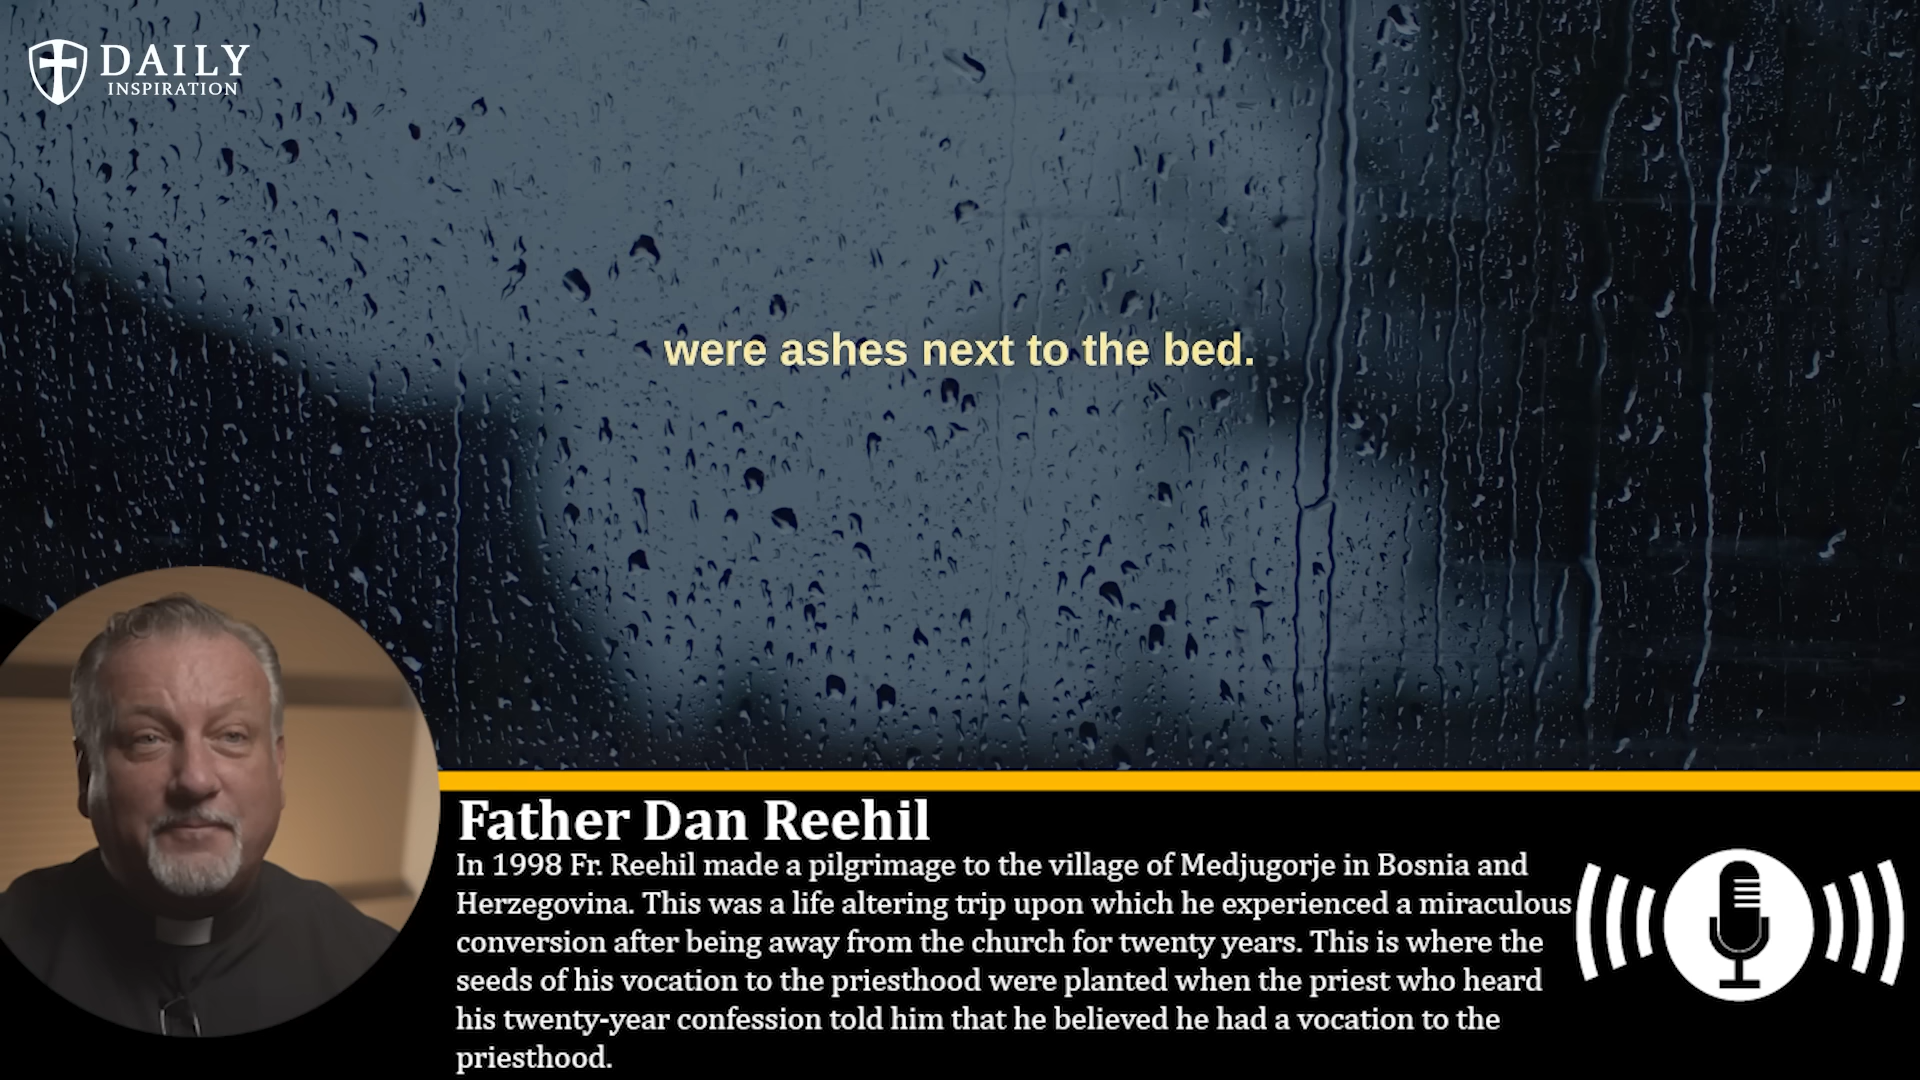 DAILY
INSPIRATION
were ashes next to the bed.
Father Dan Reehil
In 1998 Fr. Reehil made a pilgrimage to the village of Medjugorje in Bosnia and
Herzegovina. This was a life altering trip upon which he experienced a miraculous
conversion after being away from the church for twenty years. This is where the
seeds of his vocation to the priesthood were planted when the priest who heard
his twenty-year confession told him that he believed he had a vocation to the
priesthood.